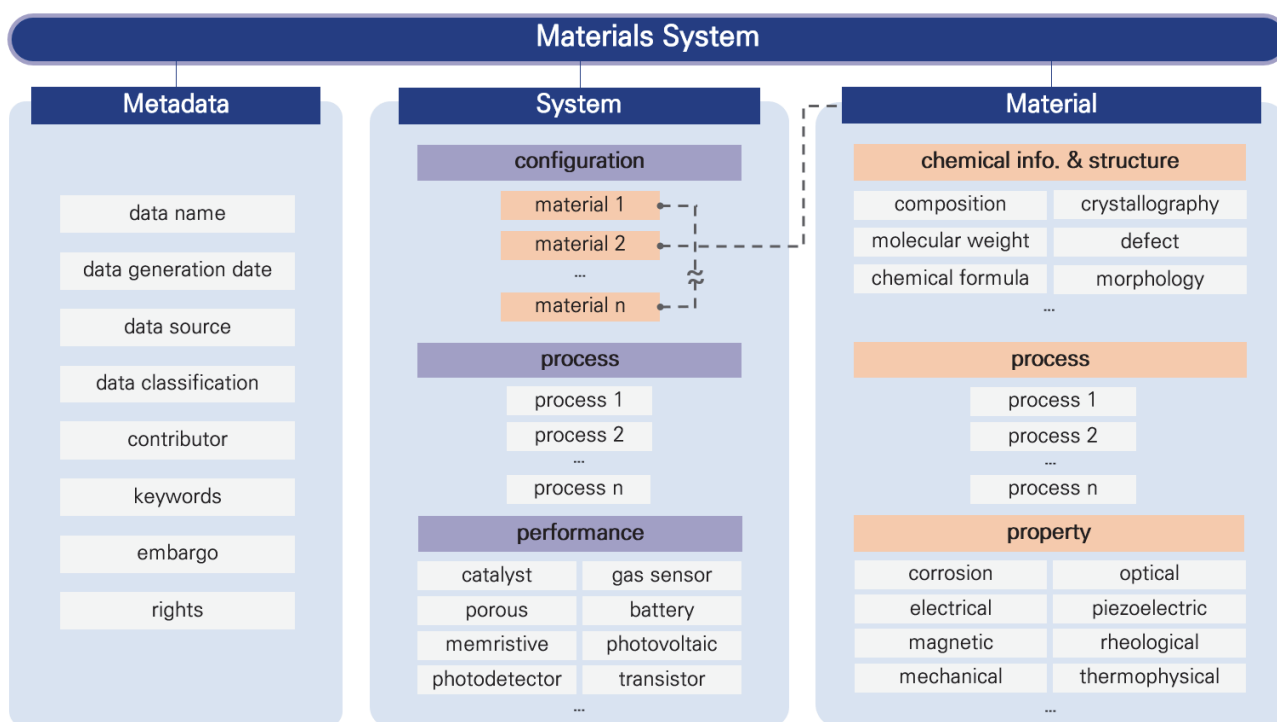 Materials System
Metadata
data name
data generation date
data source
data classification
contributor
keywords
embargo
rights
System
configuration
material 1
material 2
...
material n
process
process 1
process 2
...
process n
performance
catalyst gas sensor
porous battery
memristive photovoltaic
photodetector transistor
...
Material
chemical info. & structure
composition crystallography
molecular weight defect
chemical formula morphology
...
process
process 1
process 2
...
process n
property
corrosion optical
electrical piezoelectric
magnetic rheological
mechanical thermophysical
...